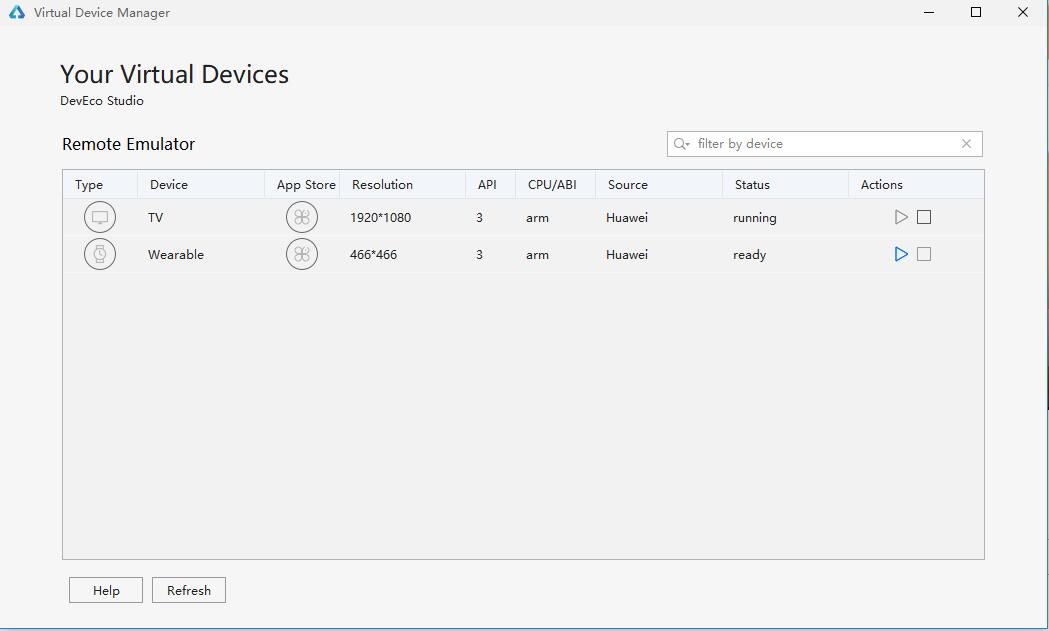 Virtual Device Manager
Your Virtual Devices
DevEco Studio
Remote Emulator
filter by device
Type Device App Store Resolution API CPU/ABI Source Status Actions
TV 1920*1080 3 arm Huawei running
Wearable 466*466 3 arm Huawei ready
Help Refresh